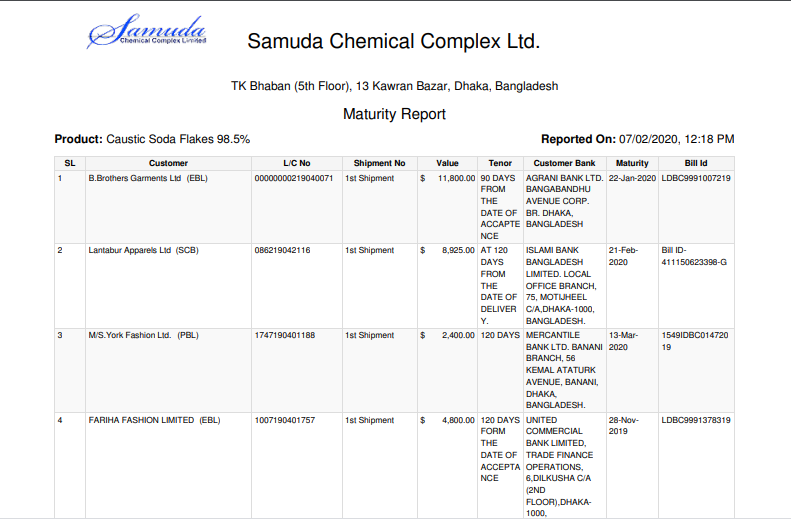 Samuda
Chemical Complex Limited
Samuda Chemical Complex Ltd.
TK Bhaban (5th Floor), 13 Kawran Bazar, Dhaka, Bangladesh
Maturity Report
Product: Caustic Soda Flakes 98.5% Reported On: 07/02/2020, 12:18 PM
SL Customer L/C No Shipment No Value Tenor Customer Bank Maturity Bill Id
1 B.Brothers Garments Ltd (EBL) 00000000219040071 1st Shipment $ 11,800.00 90 DAYS AGRANI BANK LTD. 22-Jan-2020 LDBC9991007219
FROM BANGABANDHU
THE AVENUE CORP.
DATE OF BR. DHAKA,
ACCEPTE BANGLADESH
NCE
2 Lantabur Apparels Ltd (SCB) 086219042116 1st Shipment $ 8,925.00 AT 120 ISLAMI BANK 21-Feb- Bill ID-
DAYS BANGLADESH 2020 411150623398-G
FROM LIMITED. LOCAL
THE OFFICE BRANCH,
DATE OF 75, MOTIJHEEL
DELIVER C/A,DHAKA-1000,
Y. BANGLADESH.
3 M/S.York Fashion Ltd. (PBL) 1747190401188 1st Shipment $ 2,400.00 120 DAYS MERCANTILE 13-Mar- 1549IDBC014720
BANK LTD. BANANI 2020 19
BRANCH, 56
KEMAL ATATURK
AVENUE, BANANI,
DHAKA,
BANGLADESH.
4 FARIHA FASHION LIMITED (EBL) 1007190401757 1st Shipment $ 4,800.00 120 DAYS UNITED 28-Nov- LDBC9991378319
FORM COMMERCIAL 2019
THE BANK LIMITED,
DATE OF TRADE FINANCE
ACCEPTA OPERATIONS,
NCE 6,DILKUSHA C/A
(2ND
FLOOR),DHAKA-
1000,